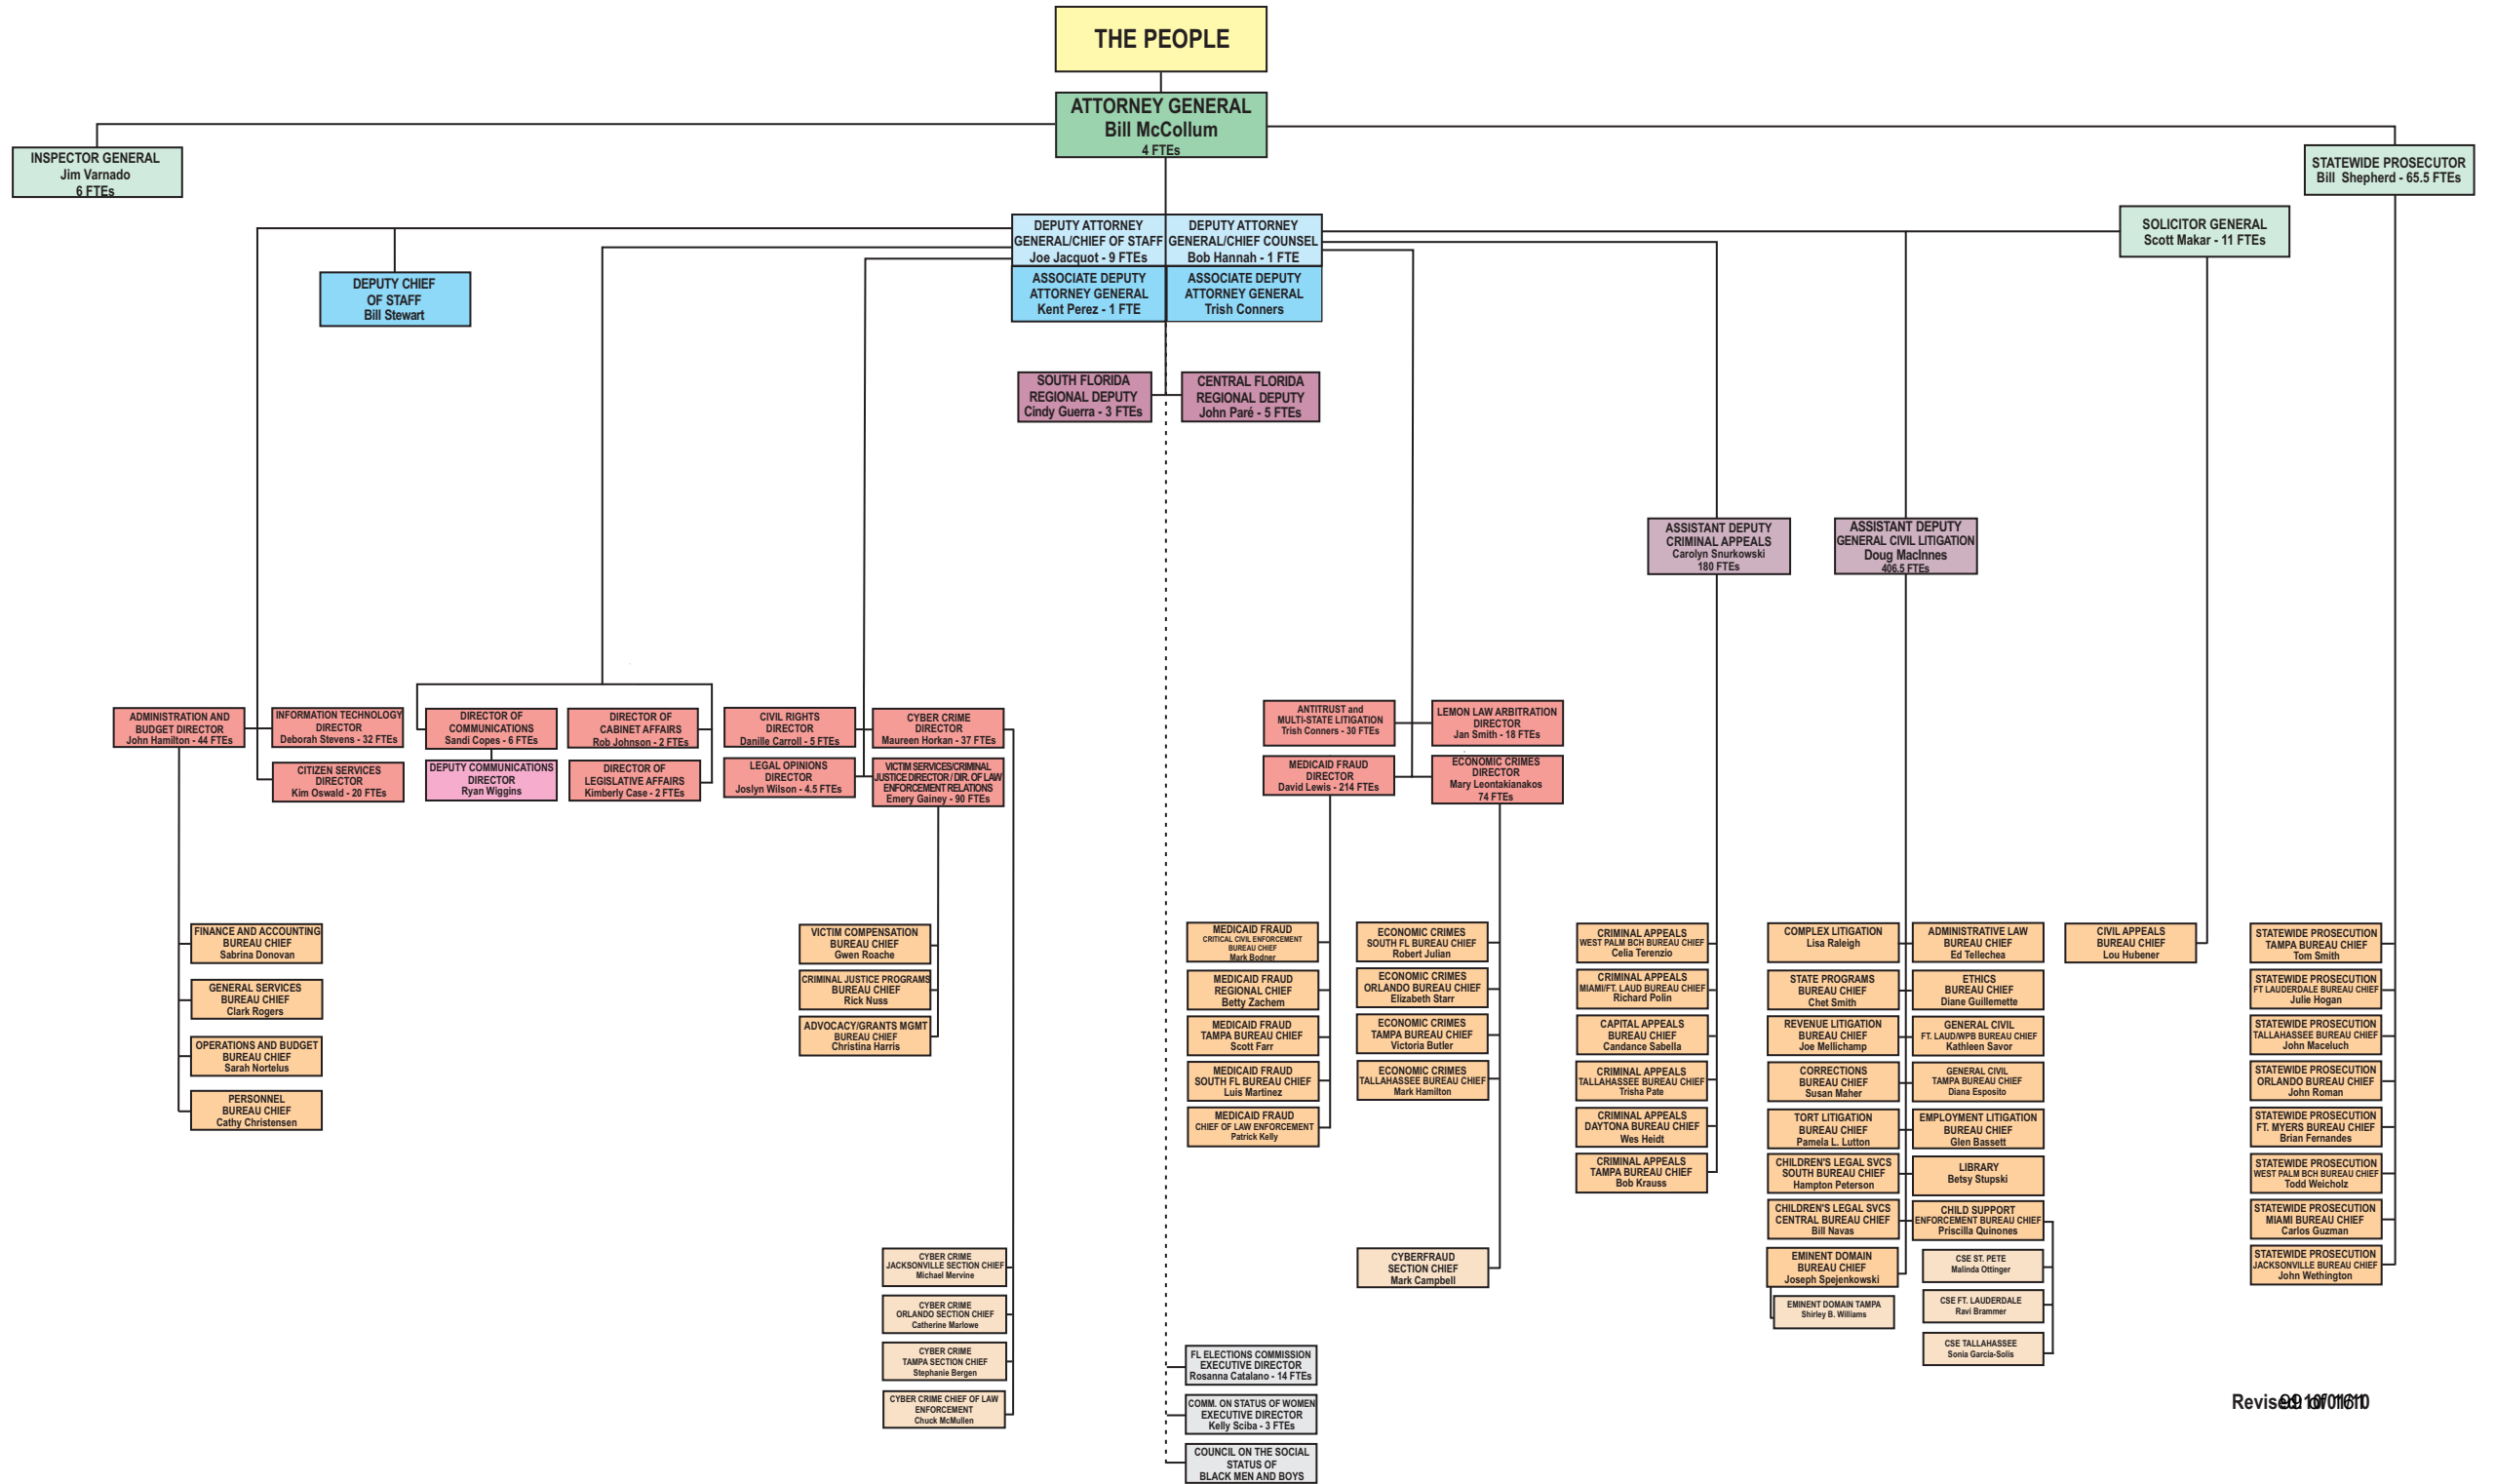 THE PEOPLE
ATTORNEY GENERAL
Bill McCollum
4 FTEs
INSPECTOR GENERAL
Jim Varnado
6 FTEs
STATEWIDE PROSECUTOR
Bill Shepherd - 65.5 FTEs
SOLICITOR GENERAL
Scott Makar - 11 FTEs
DEPUTY ATTORNEY
GENERAL/CHIEF OF STAFF
Joe Jacquot - 9 FTEs
DEPUTY ATTORNEY
GENERAL/CHIEF COUNSEL
Bob Hannah - 1 FTE
ASSOCIATE DEPUTY
ATTORNEY GENERAL
Kent Perez - 1 FTE
ASSOCIATE DEPUTY
ATTORNEY GENERAL
Trish Conners
DEPUTY CHIEF
OF STAFF
Bill Stewart
SOUTH FLORIDA
REGIONAL DEPUTY
Cindy Guerra - 3 FTEs
CENTRAL FLORIDA
REGIONAL DEPUTY
John Paré - 5 FTEs
ASSISTANT DEPUTY
CRIMINAL APPEALS
Carolyn Snurkowski
180 FTEs
ASSISTANT DEPUTY
GENERAL CIVIL LITIGATION
Doug MacInnes
406.5 FTEs
ADMINISTRATION AND
BUDGET DIRECTOR
John Hamilton - 44 FTEs
INFORMATION TECHNOLOGY
DIRECTOR
Deborah Stevens - 32 FTEs
CITIZEN SERVICES
DIRECTOR
Kim Oswald - 20 FTEs
DIRECTOR OF
COMMUNICATIONS
Sandi Copes - 6 FTEs
DEPUTY COMMUNICATIONS
DIRECTOR
Ryan Wiggins
DIRECTOR OF
CABINET AFFAIRS
Rob Johnson - 2 FTEs
DIRECTOR OF
LEGISLATIVE AFFAIRS
Kimberly Case - 2 FTEs
CIVIL RIGHTS
DIRECTOR
Danille Carroll - 5 FTEs
LEGAL OPINIONS
DIRECTOR
Joslyn Wilson - 4.5 FTEs
CYBER CRIME
DIRECTOR
Maureen Horkan - 37 FTEs
VICTIM SERVICES/CRIMINAL
JUSTICE DIRECTOR / DIR. OF LAW
ENFORCEMENT RELATIONS
Emery Gainey - 90 FTEs
ANTITRUST and
MULTI-STATE LITIGATION
Trish Conners - 30 FTEs
LEMON LAW ARBITRATION
DIRECTOR
Jan Smith - 18 FTEs
MEDICAID FRAUD
DIRECTOR
David Lewis - 214 FTEs
ECONOMIC CRIMES
DIRECTOR
Mary Leontakianakos
74 FTEs
FINANCE AND ACCOUNTING
BUREAU CHIEF
Sabrina Donovan
GENERAL SERVICES
BUREAU CHIEF
Clark Rogers
OPERATIONS AND BUDGET
BUREAU CHIEF
Sarah Nortelus
PERSONNEL
BUREAU CHIEF
Cathy Christensen
VICTIM COMPENSATION
BUREAU CHIEF
Gwen Roache
CRIMINAL JUSTICE PROGRAMS
BUREAU CHIEF
Rick Nuss
ADVOCACY/GRANTS MGMT
BUREAU CHIEF
Christina Harris
CYBER CRIME
JACKSONVILLE SECTION CHIEF
Michael Mervine
CYBER CRIME
ORLANDO SECTION CHIEF
Catherine Marlowe
CYBER CRIME
TAMPA SECTION CHIEF
Stephanie Bergen
CYBER CRIME CHIEF OF LAW
ENFORCEMENT
Chuck McMullen
MEDICAID FRAUD
CRITICAL CIVIL ENFORCEMENT
BUREAU CHIEF
Mark Bodner
MEDICAID FRAUD
REGIONAL CHIEF
Betty Zachem
MEDICAID FRAUD
TAMPA BUREAU CHIEF
Scott Farr
MEDICAID FRAUD
SOUTH FL BUREAU CHIEF
Luis Martinez
MEDICAID FRAUD
CHIEF OF LAW ENFORCEMENT
Patrick Kelly
ECONOMIC CRIMES
SOUTH FL BUREAU CHIEF
Robert Julian
ECONOMIC CRIMES
ORLANDO BUREAU CHIEF
Elizabeth Starr
ECONOMIC CRIMES
TAMPA BUREAU CHIEF
Victoria Butler
ECONOMIC CRIMES
TALLAHASSEE BUREAU CHIEF
Mark Hamilton
CYBERFRAUD
SECTION CHIEF
Mark Campbell
CRIMINAL APPEALS
WEST PALM BCH BUREAU CHIEF
Celia Terenzio
CRIMINAL APPEALS
MIAMI/FT. LAUD BUREAU CHIEF
Richard Polin
CAPITAL APPEALS
BUREAU CHIEF
Candance Sabella
CRIMINAL APPEALS
TALLAHASSEE BUREAU CHIEF
Trisha Pate
CRIMINAL APPEALS
DAYTONA BUREAU CHIEF
Wes Heidt
CRIMINAL APPEALS
TAMPA BUREAU CHIEF
Bob Krauss
COMPLEX LITIGATION
Lisa Raleigh
STATE PROGRAMS
BUREAU CHIEF
Chet Smith
REVENUE LITIGATION
BUREAU CHIEF
Joe Mellichamp
CORRECTIONS
BUREAU CHIEF
Susan Maher
TORT LITIGATION
BUREAU CHIEF
Pamela L. Lutton
CHILDREN'S LEGAL SVCS
SOUTH BUREAU CHIEF
Hampton Peterson
CHILDREN'S LEGAL SVCS
CENTRAL BUREAU CHIEF
Bill Navas
EMINENT DOMAIN
BUREAU CHIEF
Joseph Spejenkowski
EMINENT DOMAIN TAMPA
Shirley B. Williams
ADMINISTRATIVE LAW
BUREAU CHIEF
Ed Tellechea
ETHICS
BUREAU CHIEF
Diane Guillemette
GENERAL CIVIL
FT. LAUD/WPB BUREAU CHIEF
Kathleen Savor
GENERAL CIVIL
TAMPA BUREAU CHIEF
Diana Esposito
EMPLOYMENT LITIGATION
BUREAU CHIEF
Glen Bassett
LIBRARY
Betsy Stupski
CHILD SUPPORT
ENFORCEMENT BUREAU CHIEF
Priscilla Quinones
CSE ST. PETE
Malinda Ottinger
CSE FT. LAUDERDALE
Ravi Brammer
CSE TALLAHASSEE
Sonia Garcia-Solis
CIVIL APPEALS
BUREAU CHIEF
Lou Hubener
STATEWIDE PROSECUTION
TAMPA BUREAU CHIEF
Tom Smith
STATEWIDE PROSECUTION
FT LAUDERDALE BUREAU CHIEF
Julie Hogan
STATEWIDE PROSECUTION
TALLAHASSEE BUREAU CHIEF
John Maceluch
STATEWIDE PROSECUTION
ORLANDO BUREAU CHIEF
John Roman
STATEWIDE PROSECUTION
FT. MYERS BUREAU CHIEF
Brian Fernandes
STATEWIDE PROSECUTION
WEST PALM BCH BUREAU CHIEF
Todd Weicholz
STATEWIDE PROSECUTION
MIAMI BUREAU CHIEF
Carlos Guzman
STATEWIDE PROSECUTION
JACKSONVILLE BUREAU CHIEF
John Wethington
FL ELECTIONS COMMISSION
EXECUTIVE DIRECTOR
Rosanna Catalano - 14 FTEs
COMM. ON STATUS OF WOMEN
EXECUTIVE DIRECTOR
Kelly Sciba - 3 FTEs
COUNCIL ON THE SOCIAL
STATUS OF
BLACK MEN AND BOYS